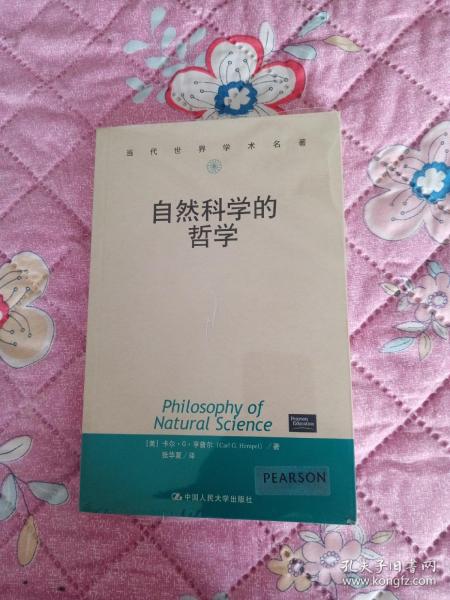 当代世界学术名著
自然科学的
哲学
Philosophy of
Natural Science
Pearson
Education
[美] 卡尔·G·亨普尔 (Carl G. Hempel) / 著
张华夏 / 译
PEARSON
中国人民大学出版社
孔夫子旧书网
www.kongfz.com